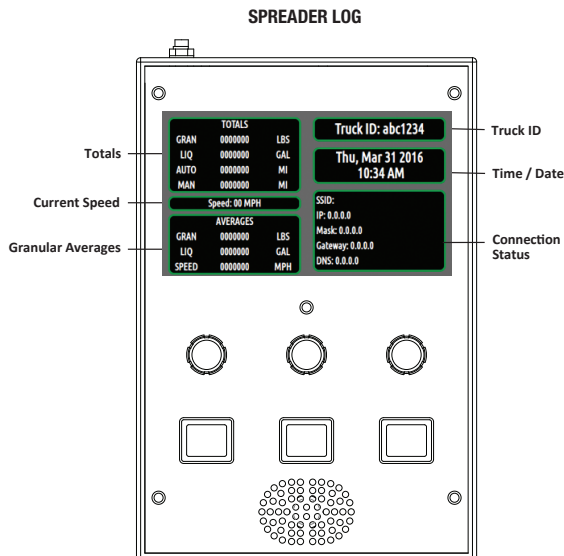 SPREADER LOG
TOTALS
GRAN 0000000 LBS
LIQ 0000000 GAL
AUTO 0000000 MI
MAN 0000000 MI
Speed: 00 MPH
AVERAGES
GRAN 0000000 LBS
LIQ 0000000 GAL
SPEED 0000000 MPH
Truck ID: abc1234
Thu, Mar 31 2016
10:34 AM
SSID:
IP: 0.0.0.0
Mask: 0.0.0.0
Gateway: 0.0.0.0
DNS: 0.0.0.0
Totals
Current Speed
Granular Averages
Truck ID
Time / Date
Connection
Status